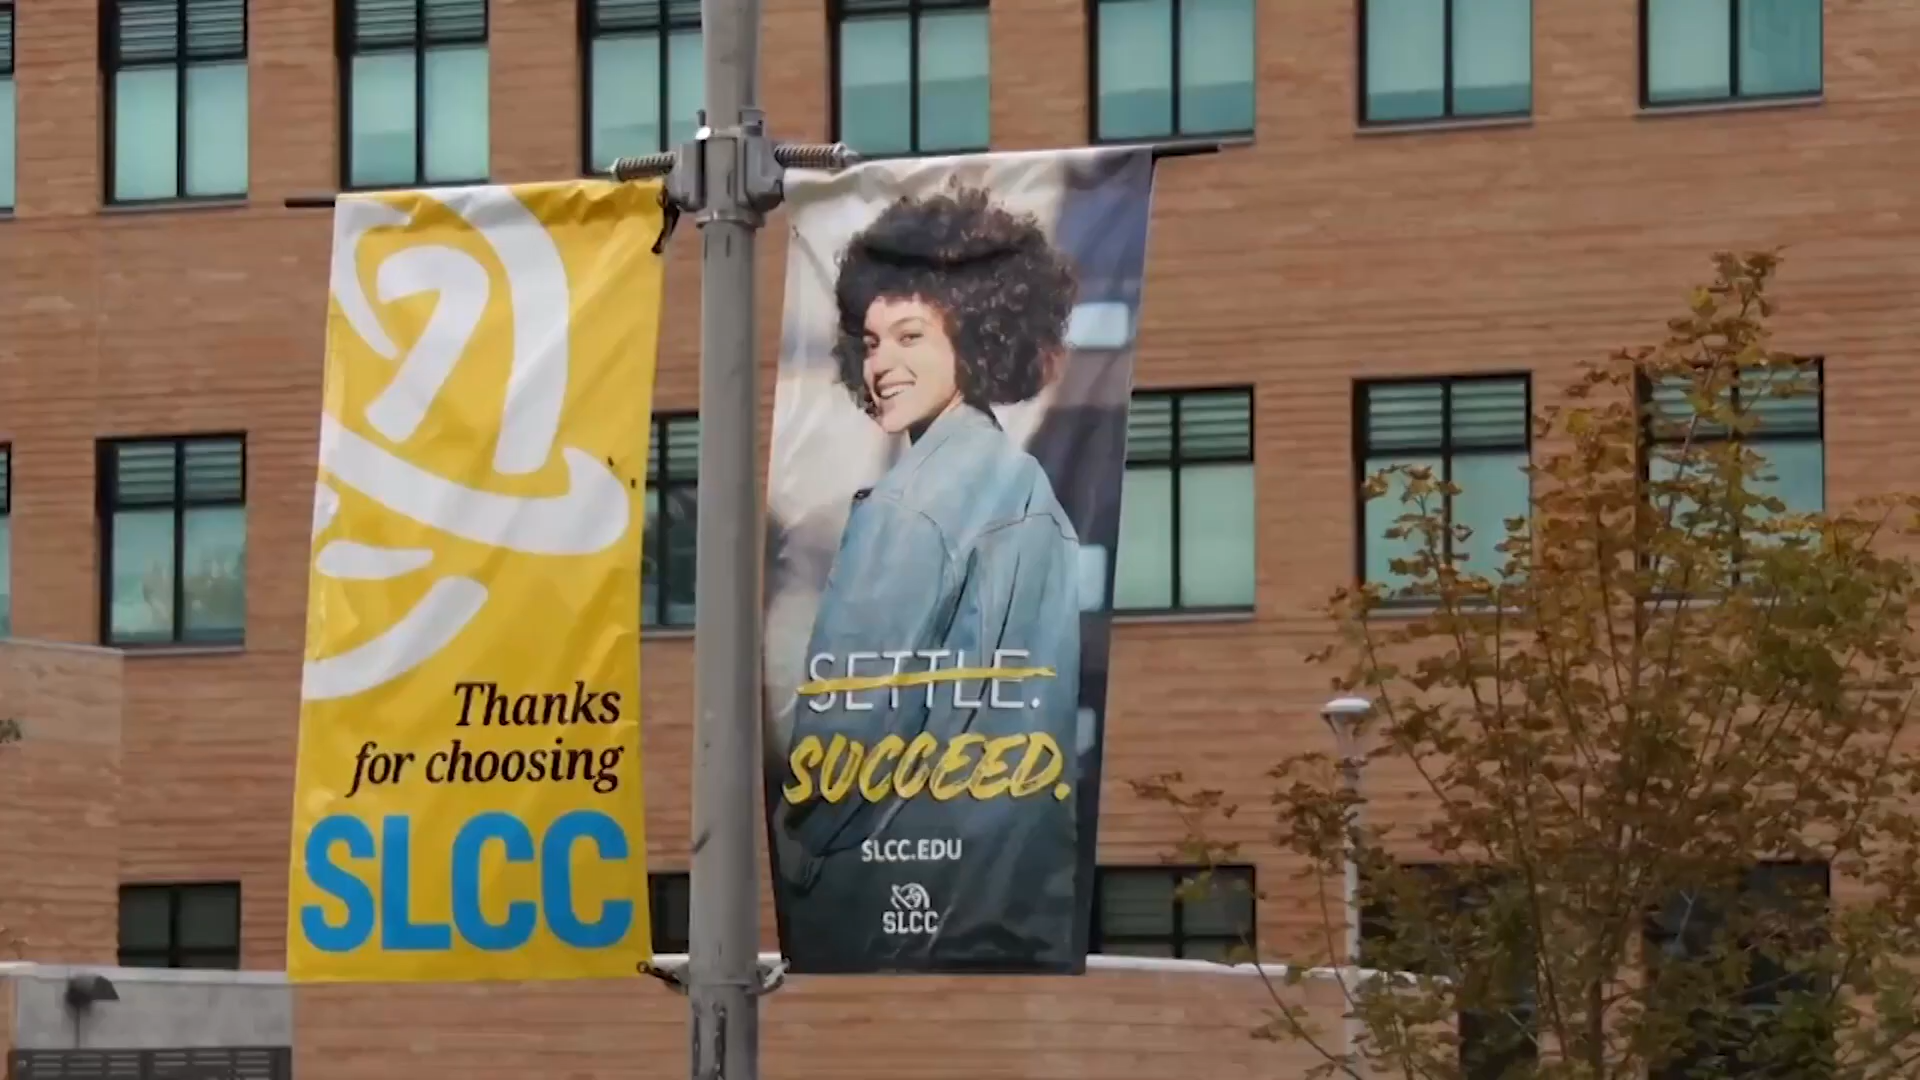 Thanks
for choosing
SLCC
SETTLE.
SUCCEED.
SLCC.EDU
SLCC